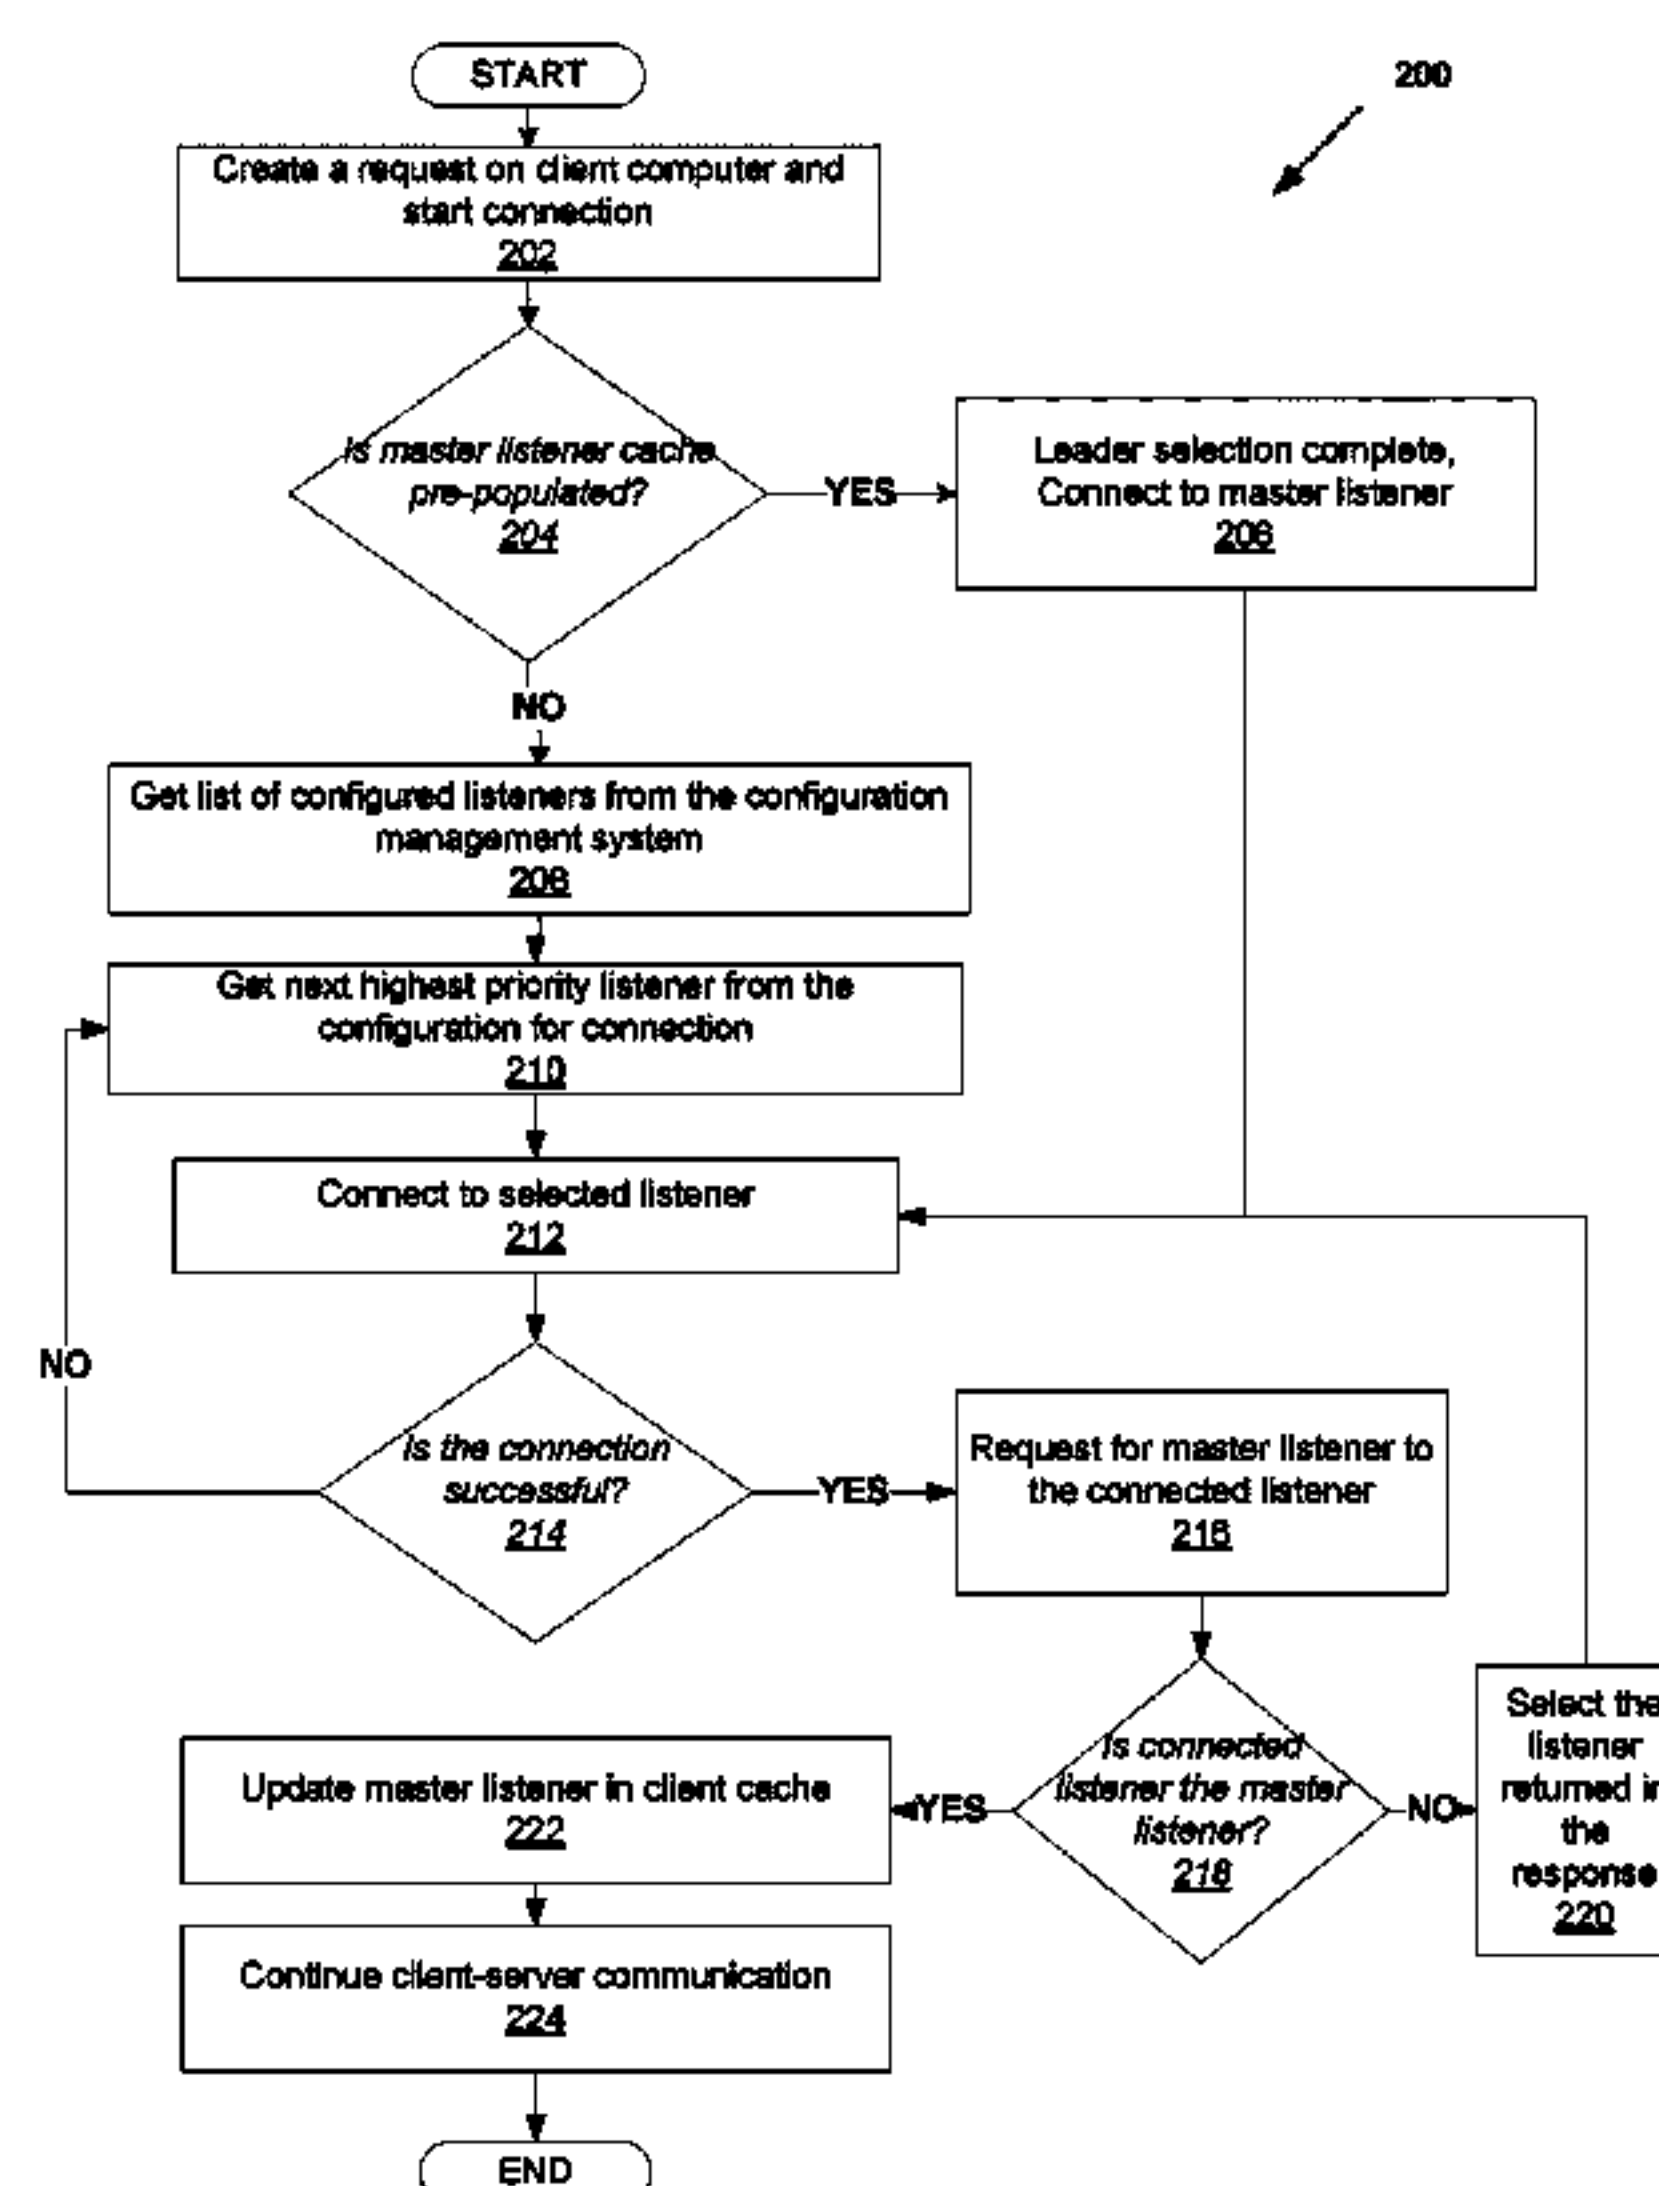 START
200
Create a request on client computer and
start connection
202
Is master listener cache
pre-populated?
204
YES
Leader selection complete,
Connect to master listener
206
NO
Get list of configured listeners from the configuration
management system
208
Get next highest priority listener from the
configuration for connection
210
Connect to selected listener
212
NO
Is the connection
successful?
214
YES
Request for master listener to
the connected listener
216
Is connected
listener the master
listener?
218
NO
Select the
listener
returned in
the
response
220
YES
Update master listener in client cache
222
Continue client-server communication
224
END